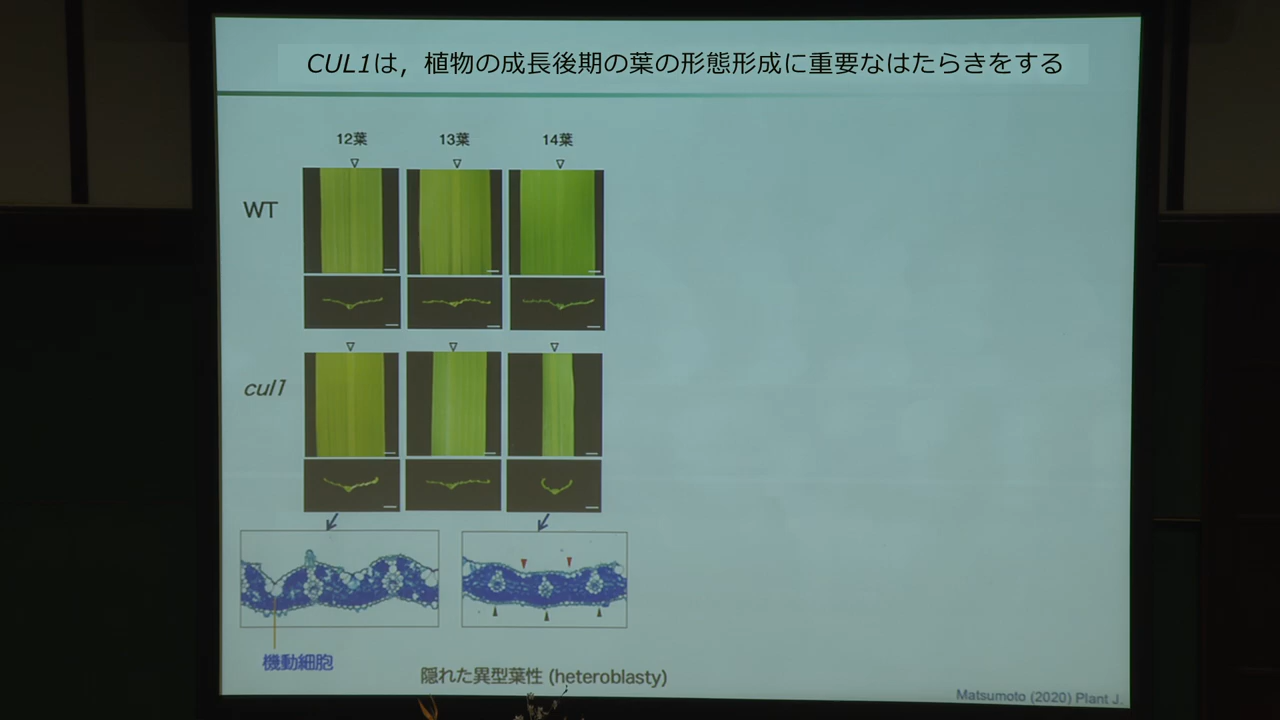 CUL1は，植物の成長後期の葉の形態形成に重要なはたらきをする
12葉 13葉 14葉
WT
cul1
機動細胞
隠れた異型葉性 (heteroblasty)
Matsumoto (2020) Plant J.